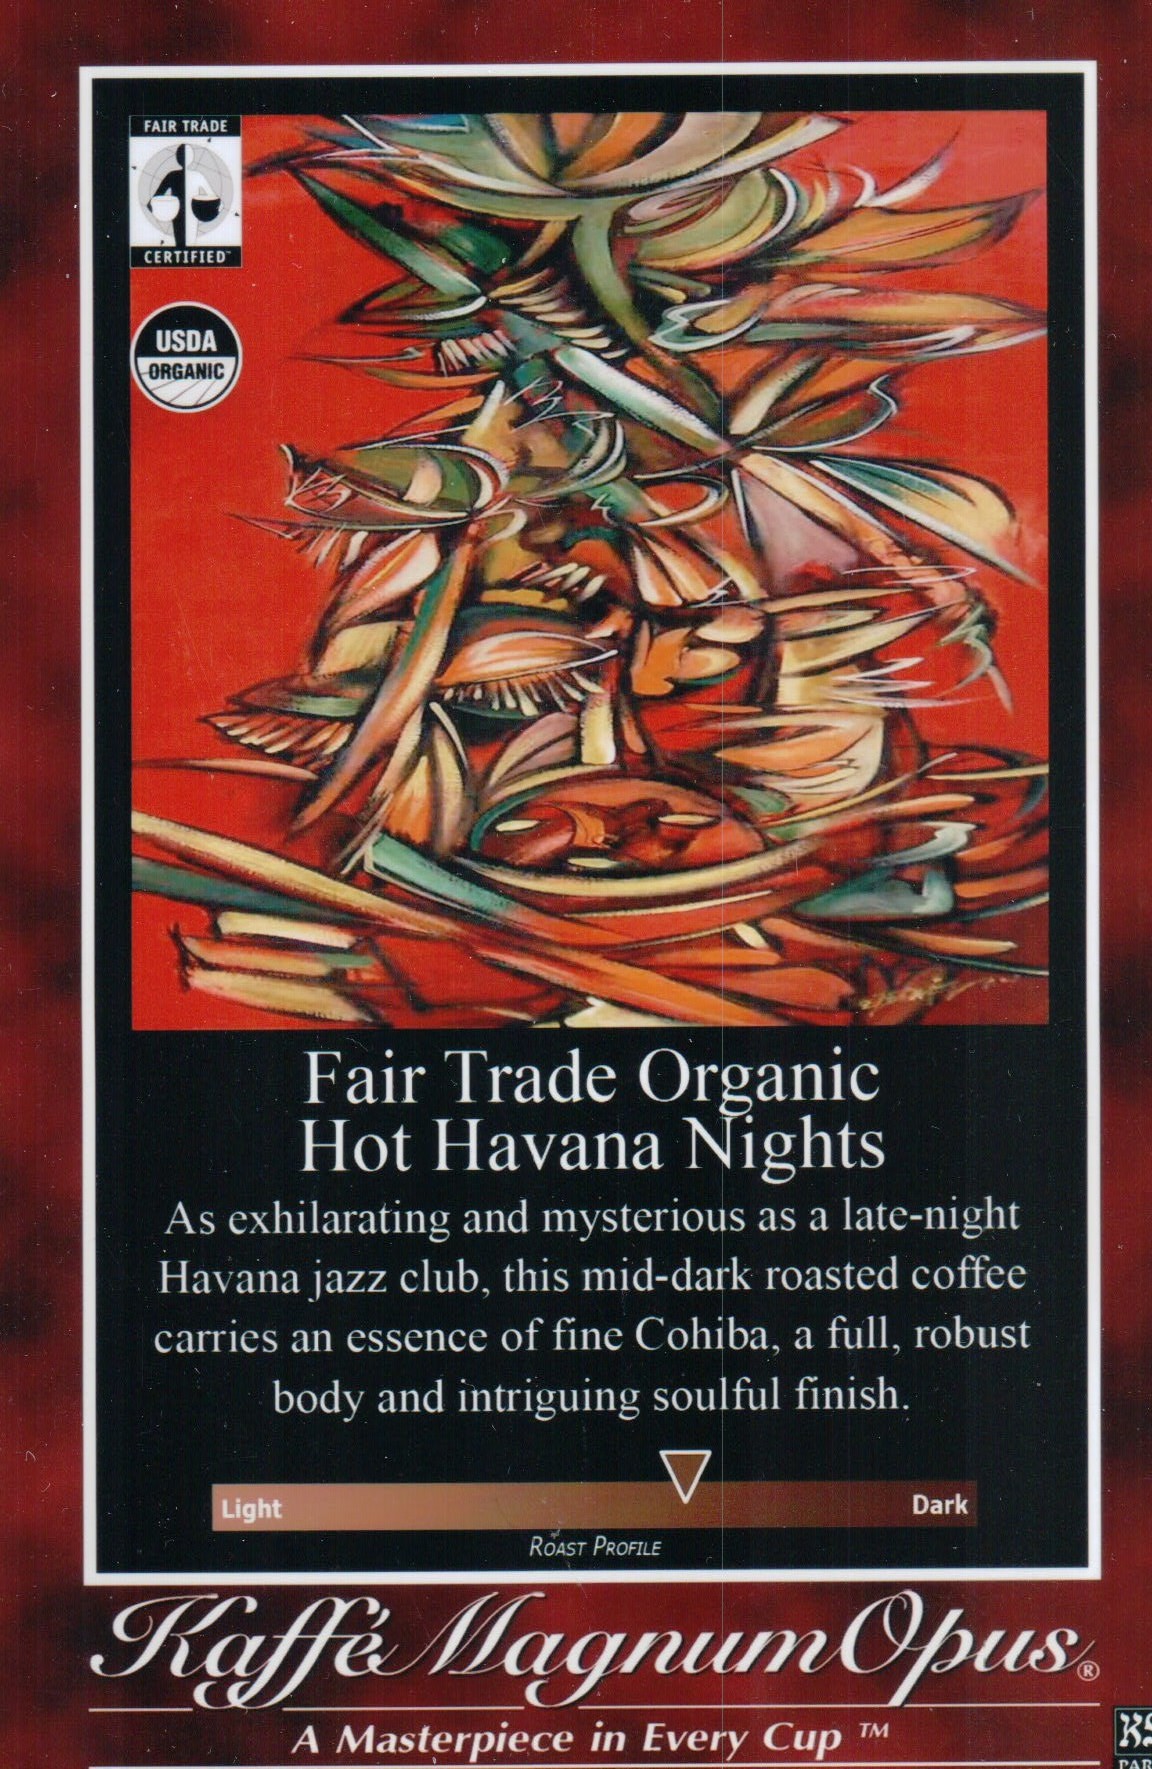 FAIR TRADE
CERTIFIED™
USDA
ORGANIC
Fair Trade Organic
Hot Havana Nights
As exhilarating and mysterious as a late-night
Havana jazz club, this mid-dark roasted coffee
carries an essence of fine Cohiba, a full, robust
body and intriguing soulful finish.
Light
Dark
ROAST PROFILE
Kaffé Magnum Opus®
A Masterpiece in Every Cup ™